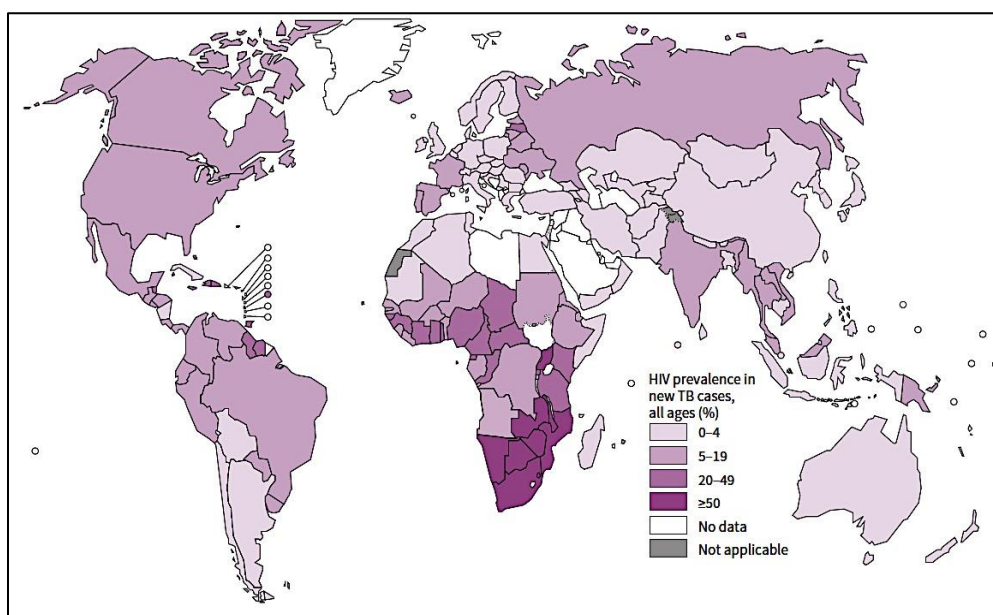 HIV prevalence in
new TB cases,
all ages (%)
0–4
5–19
20–49
≥50
No data
Not applicable